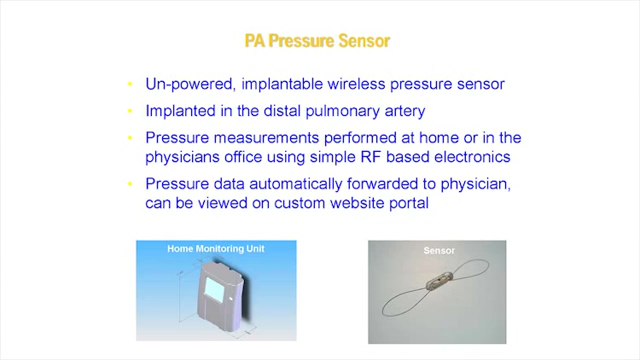 PA Pressure Sensor
• Un-powered, implantable wireless pressure sensor
• Implanted in the distal pulmonary artery
• Pressure measurements performed at home or in the
physicians office using simple RF based electronics
• Pressure data automatically forwarded to physician,
can be viewed on custom website portal
Home Monitoring Unit
Sensor